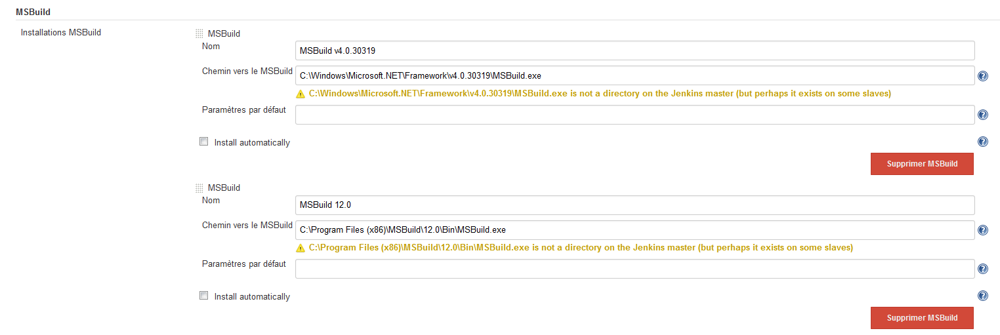 MSBuild
Installations MSBuild
MSBuild
Nom
MSBuild v4.0.30319
Chemin vers le MSBuild
C:\Windows\Microsoft.NET\Framework\v4.0.30319\MSBuild.exe
C:\Windows\Microsoft.NET\Framework\v4.0.30319\MSBuild.exe is not a directory on the Jenkins master (but perhaps it exists on some slaves)
Paramètres par défaut
Install automatically
Supprimer MSBuild
MSBuild
Nom
MSBuild 12.0
Chemin vers le MSBuild
C:\Program Files (x86)\MSBuild\12.0\Bin\MSBuild.exe
C:\Program Files (x86)\MSBuild\12.0\Bin\MSBuild.exe is not a directory on the Jenkins master (but perhaps it exists on some slaves)
Paramètres par défaut
Install automatically
Supprimer MSBuild